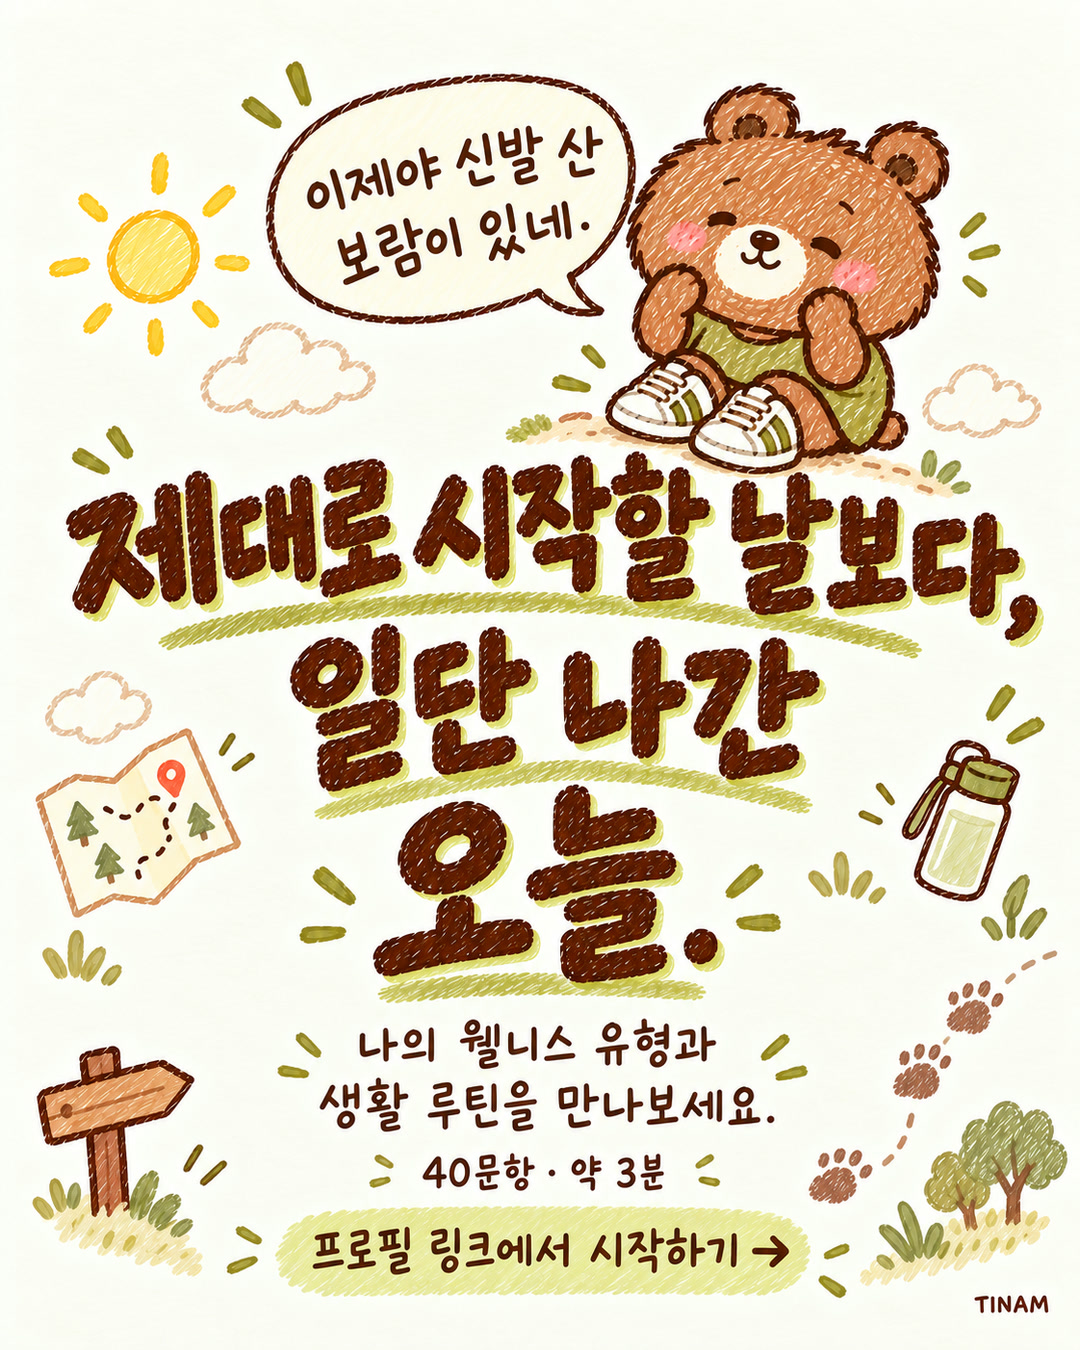 이제야 신발 산
보람이 있네.
제대로 시작할 날보다,
일단 나간
오늘.
나의 웰니스 유형과
생활 루틴을 만나보세요.
40문항 · 약 3분
프로필 링크에서 시작하기 →
TINAM